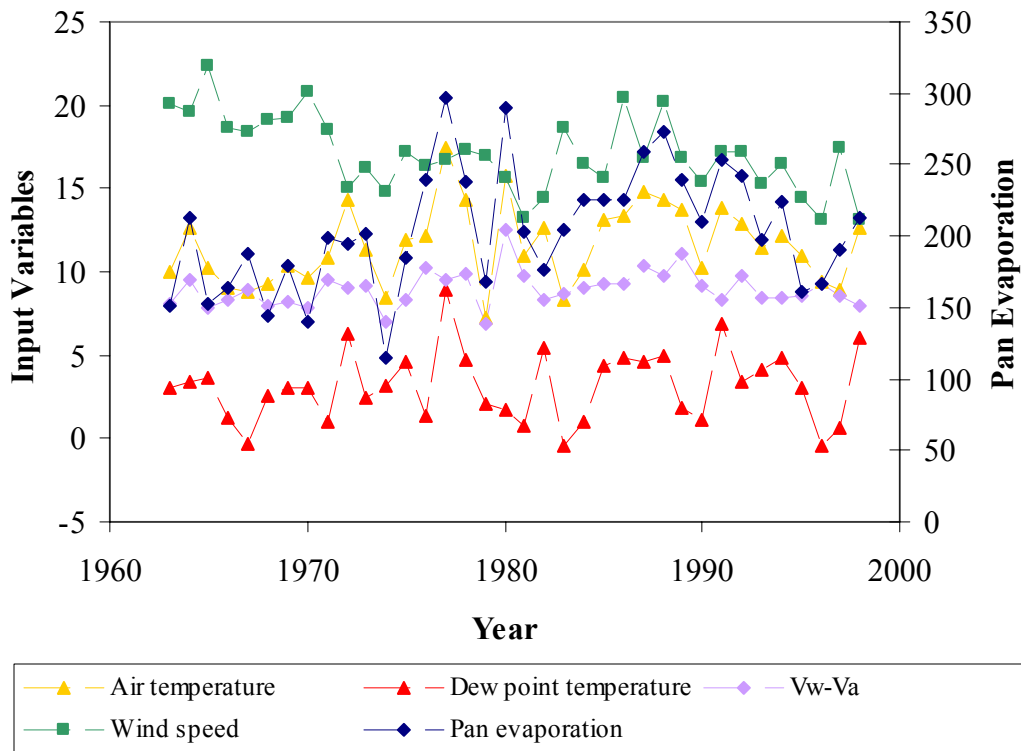 25
20
15
10
5
0
-5
Input Variables
350
300
250
200
150
100
50
0
Pan Evaporation
1960 1970 1980 1990 2000
Year
Air temperature Dew point temperature Vw-Va
Wind speed Pan evaporation